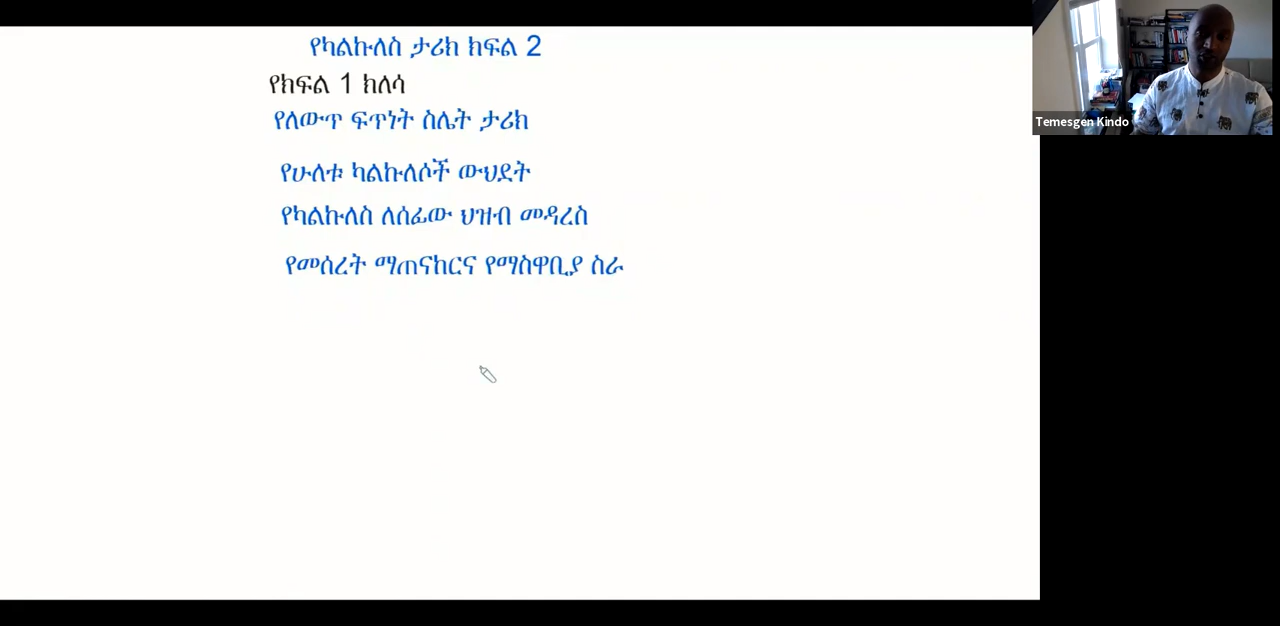 የካልኩለስ ታሪክ ክፍል 2
የክፍል 1 ክለሳ
የለውጥ ፍጥነት ስሌት ታሪክ
የሁለቱ ካልኩለሶች ውህደት
የካልኩለስ ለሰፊው ህዝብ መዳረስ
የመሰረት ማጠናከርና የማስዋቢያ ስራ
Temesgen Kindo